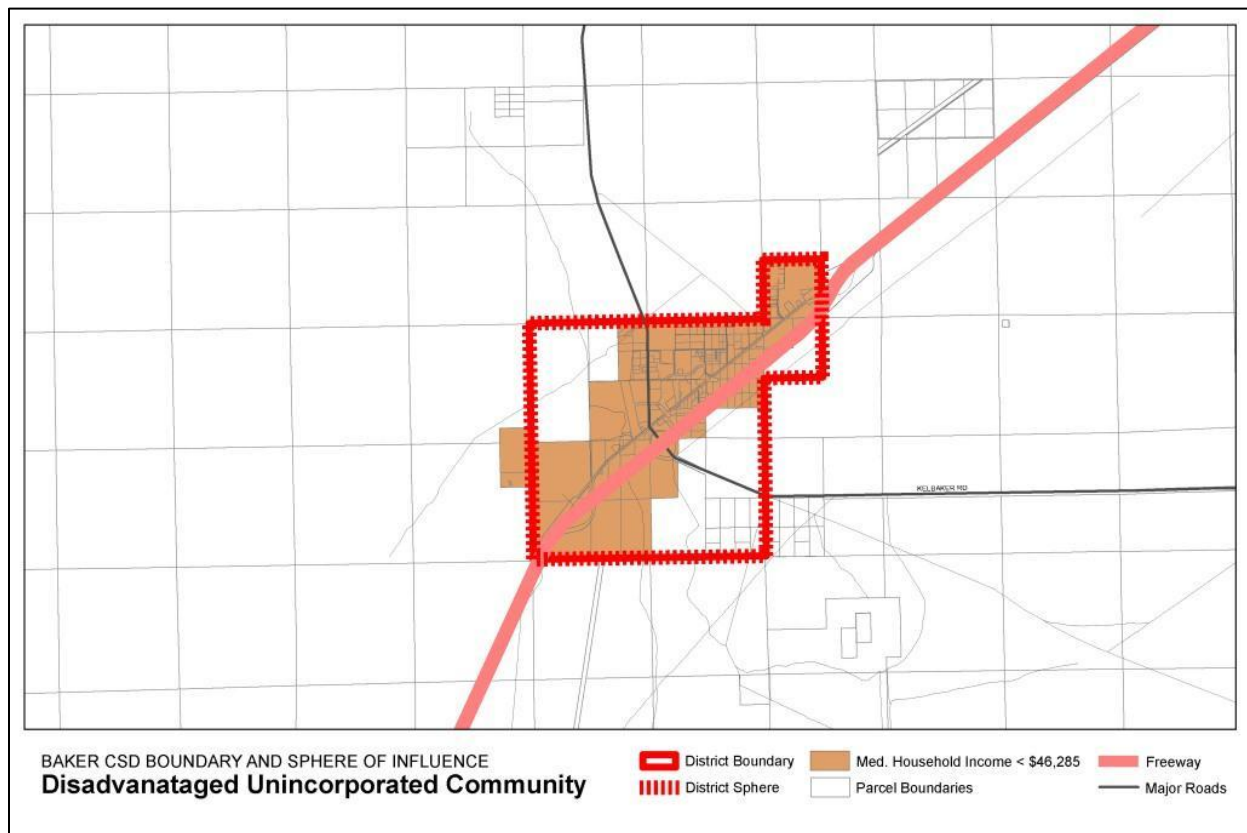 KELBAKER RD
BAKER CSD BOUNDARY AND SPHERE OF INFLUENCE
Disadvanataged Unincorporated Community
District Boundary
District Sphere
Med. Household Income < $46,285
Parcel Boundaries
Freeway
Major Roads